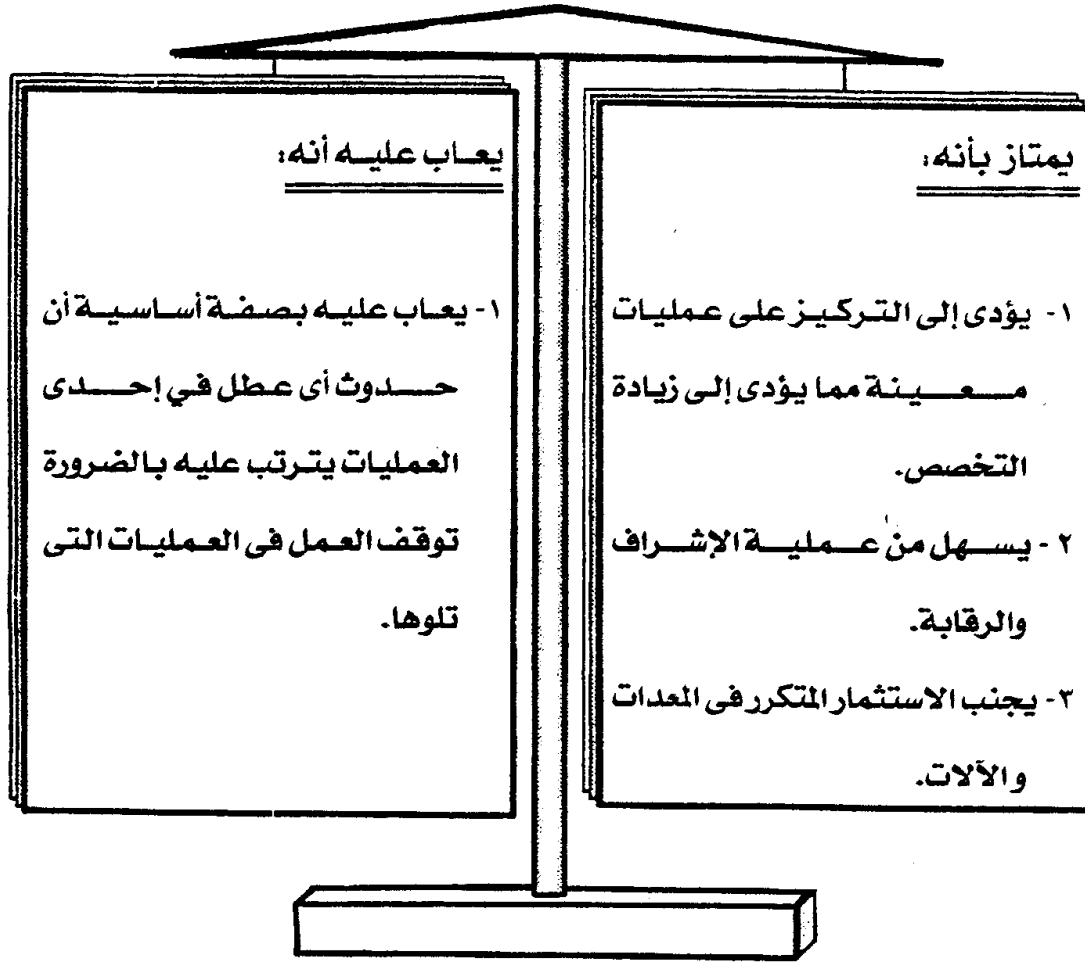 يمتاز بأنه:
١- يؤدى إلى التركيز على عمليات
معينة مما يؤدى إلى زيادة
التخصص.
٢- يسهل من عملية الإشراف
والرقابة.
٣- يجنب الاستثمار المتكرر فى المعدات
والآلات.
يعاب عليه أنه:
١- يعاب عليه بصفة أساسية أن
حدوث أى عطل في إحدى
العمليات يترتب عليه بالضرورة
توقف العمل فى العمليات التى
تلوها.